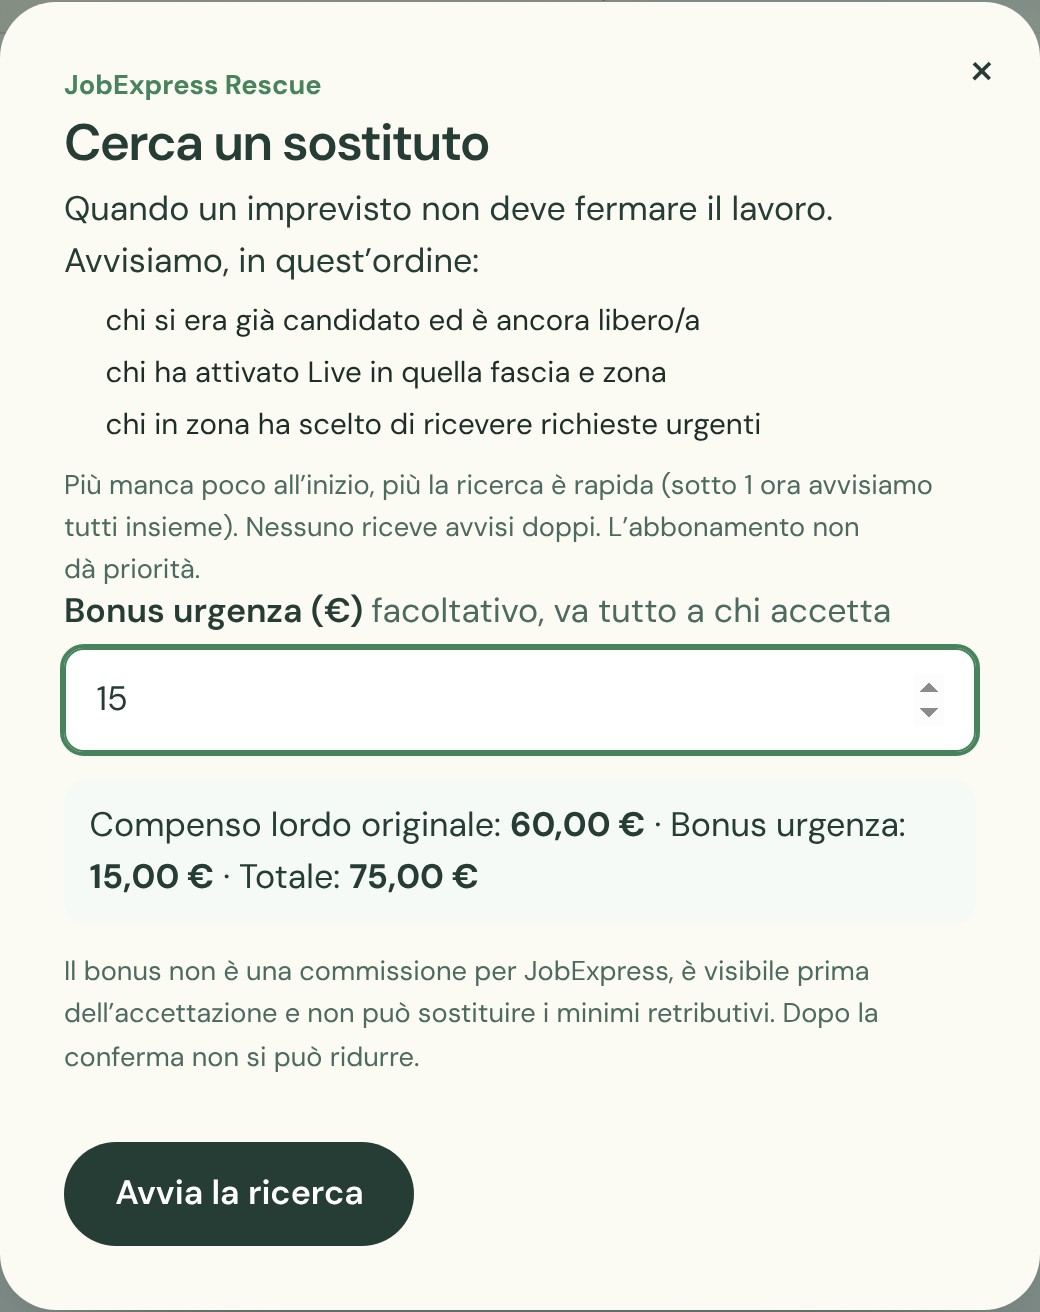 JobExpress Rescue
Cerca un sostituto
Quando un imprevisto non deve fermare il lavoro.
Avvisiamo, in quest’ordine:
chi si era già candidato ed è ancora libero/a
chi ha attivato Live in quella fascia e zona
chi in zona ha scelto di ricevere richieste urgenti
Più manca poco all’inizio, più la ricerca è rapida (sotto 1 ora avvisiamo
tutti insieme). Nessuno riceve avvisi doppi. L’abbonamento non
dà priorità.
Bonus urgenza (€) facoltativo, va tutto a chi accetta
15
Compenso lordo originale: 60,00 € · Bonus urgenza:
15,00 € · Totale: 75,00 €
Il bonus non è una commissione per JobExpress, è visibile prima
dell’accettazione e non può sostituire i minimi retributivi. Dopo la
conferma non si può ridurre.
Avvia la ricerca